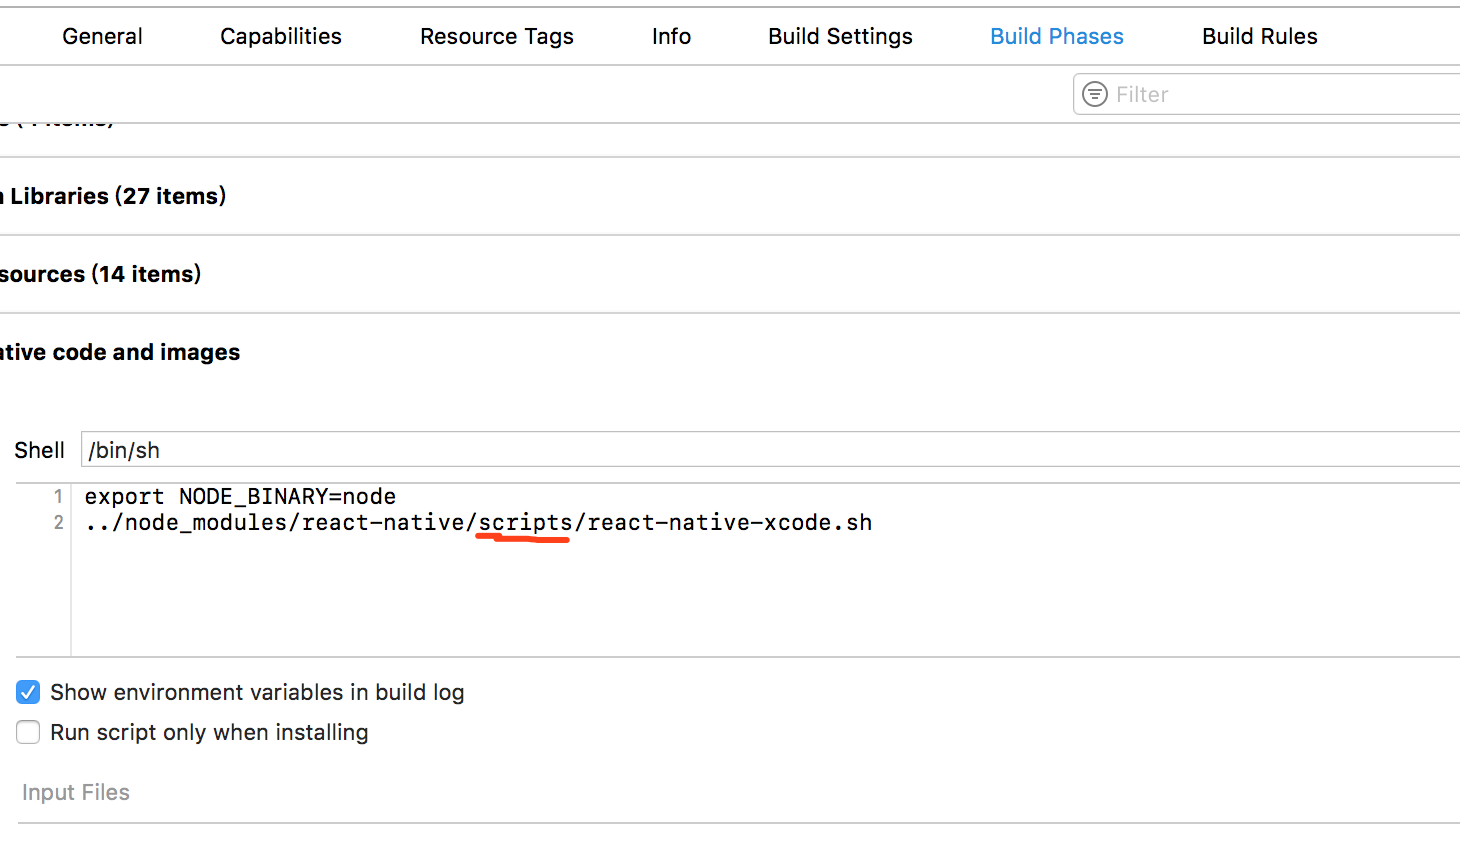 General Capabilities Resource Tags Info Build Settings Build Phases Build Rules
Filter
Libraries (27 items)
sources (14 items)
ative code and images
Shell /bin/sh
1 export NODE_BINARY=node
2 ../node_modules/react-native/scripts/react-native-xcode.sh
Show environment variables in build log
Run script only when installing
Input Files